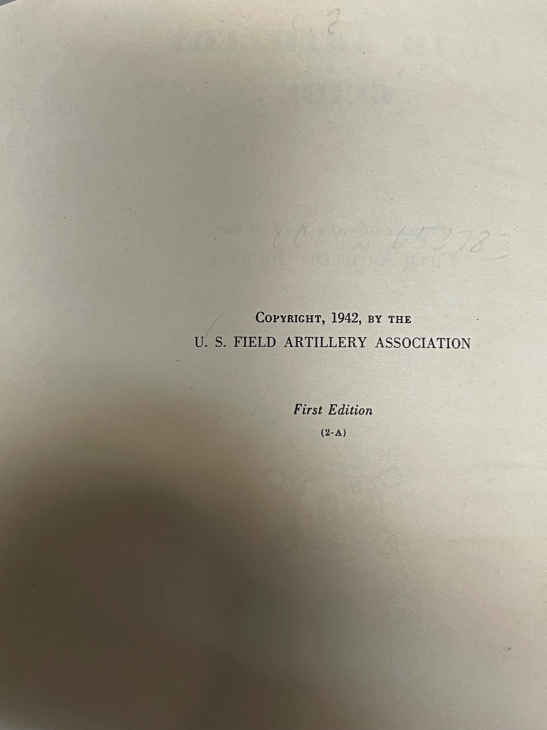 COPYRIGHT, 1942, BY THE
U. S. FIELD ARTILLERY ASSOCIATION
First Edition
(2-A)